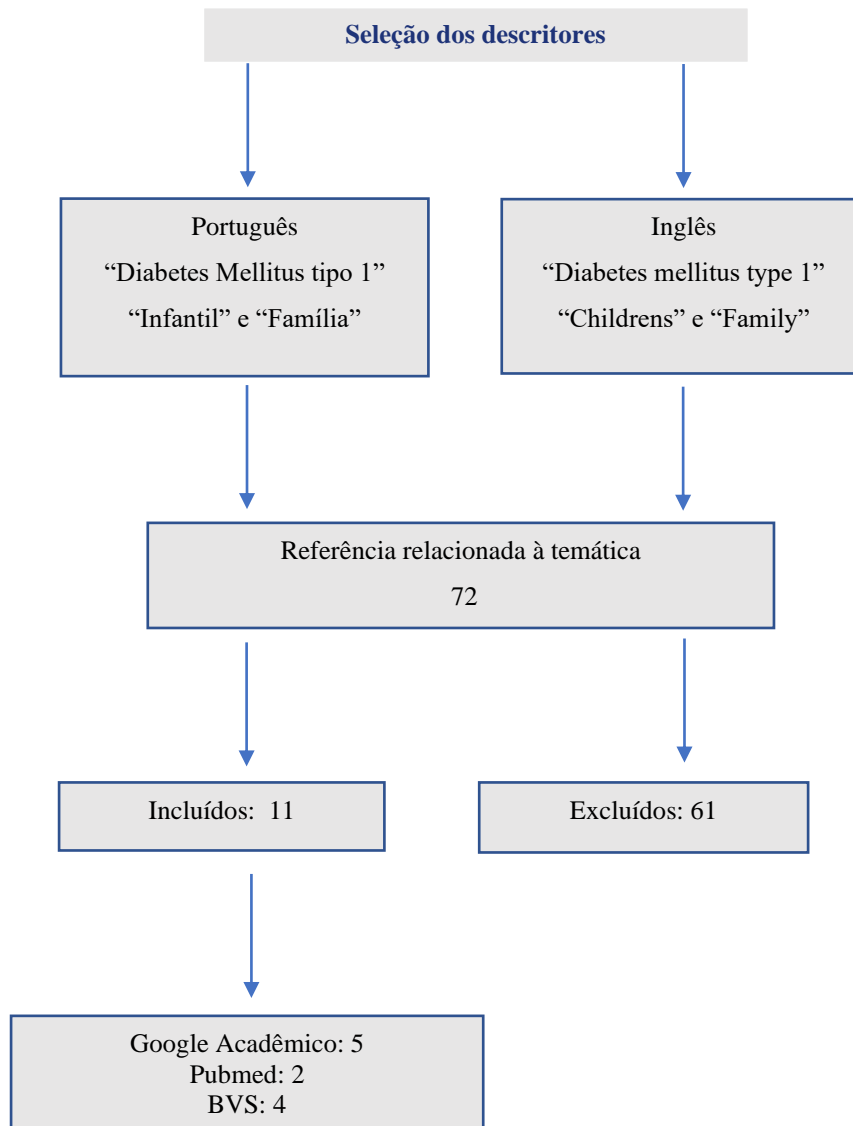 Seleção dos descritores
Português
“Diabetes Mellitus tipo 1”
“Infantil” e “Família”
Inglês
“Diabetes mellitus type 1”
“Childrens” e “Family”
Referência relacionada à temática
72
Incluídos:  11
Excluídos: 61
Google Acadêmico: 5
Pubmed: 2
BVS: 4